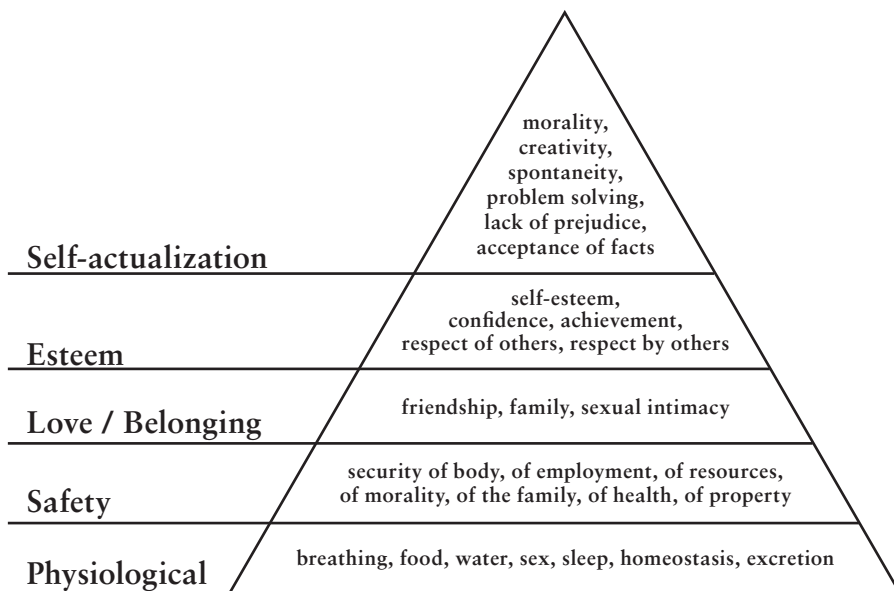 morality,
creativity,
spontaneity,
problem solving,
lack of prejudice,
acceptance of facts
Self-actualization
self-esteem,
confidence, achievement,
respect of others, respect by others
Esteem
friendship, family, sexual intimacy
Love / Belonging
security of body, of employment, of resources,
of morality, of the family, of health, of property
Safety
breathing, food, water, sex, sleep, homeostasis, excretion
Physiological